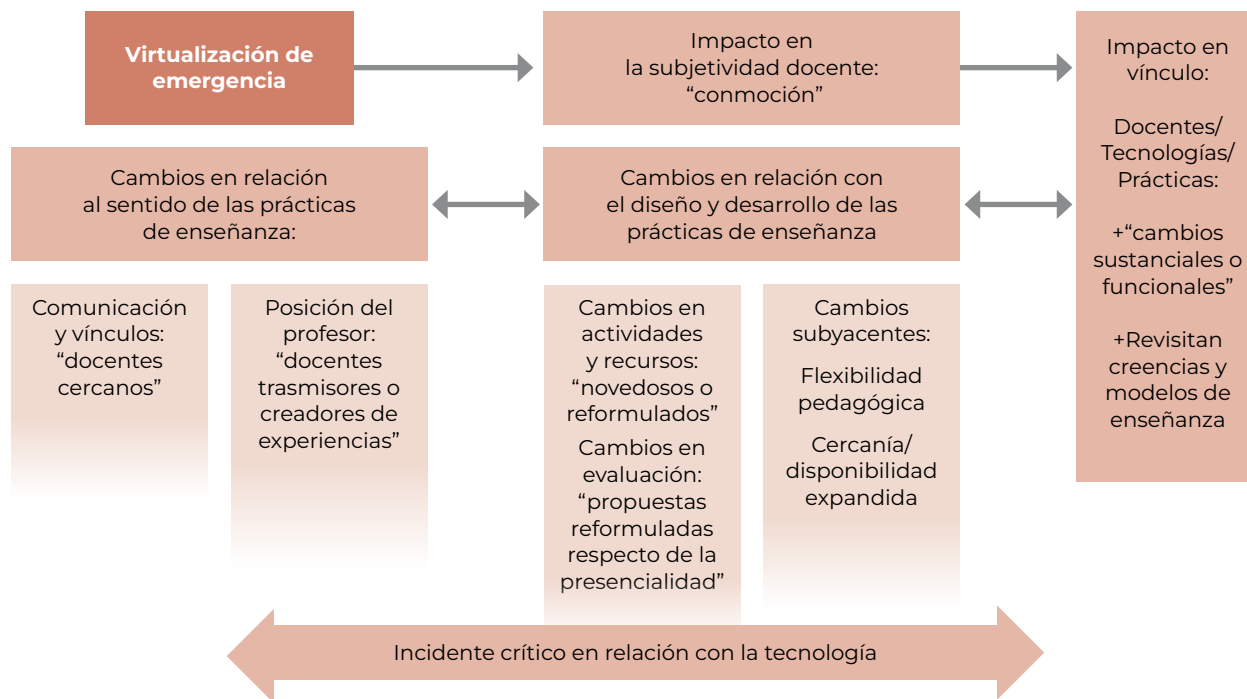 Virtualización de
emergencia
Impacto en
la subjetividad docente:
“conmoción”
Impacto en
vínculo:
Docentes/
Tecnologías/
Prácticas:
+“cambios
sustanciales o
funcionales”
+Revisitan
creencias y
modelos de
enseñanza
Cambios en relación
al sentido de las prácticas
de enseñanza:
Cambios en relación con
el diseño y desarrollo de las
prácticas de enseñanza
Comunicación
y vínculos:
“docentes
cercanos”
Posición del
profesor:
“docentes
trasmisores o
creadores de
experiencias”
Cambios en
actividades
y recursos:
“novedosos o
reformulados”
Cambios en
evaluación:
“propuestas
reformuladas
respecto de la
presencialidad”
Cambios
subyacentes:
Flexibilidad
pedagógica
Cercanía/
disponibilidad
expandida
Incidente crítico en relación con la tecnología